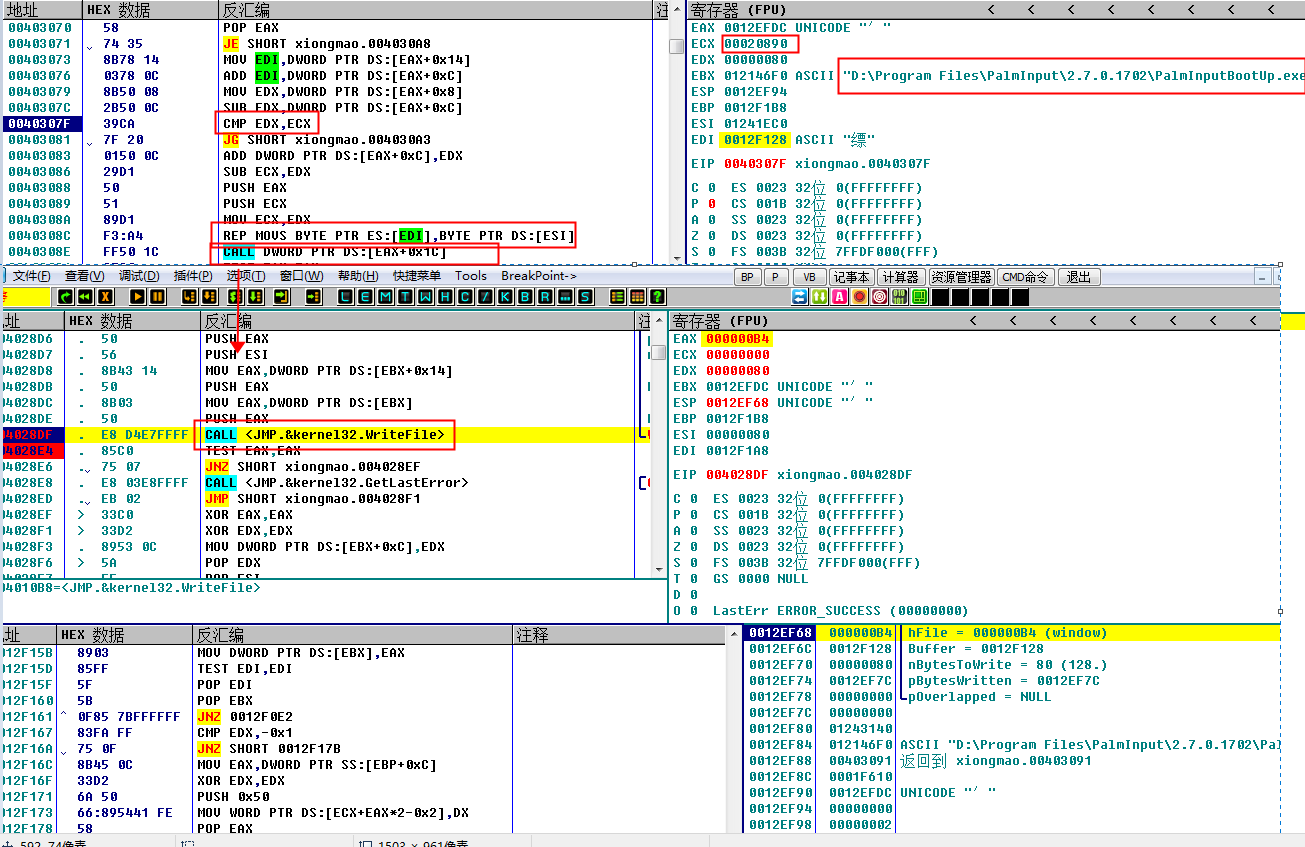 地址 HEX 数据 反汇编 注
00403070 58 POP EAX
00403071 74 35 JE SHORT xiongmao.004030A8
00403073 8B78 14 MOV EDI,DWORD PTR DS:[EAX+0x14]
00403076 0378 0C ADD EDI,DWORD PTR DS:[EAX+0xC]
00403079 8B50 08 MOV EDX,DWORD PTR DS:[EAX+0x8]
0040307C 2B50 0C SUB EDX,DWORD PTR DS:[EAX+0xC]
0040307F 39CA CMP EDX,ECX
00403081 7F 20 JG SHORT xiongmao.004030A3
00403083 0150 0C ADD DWORD PTR DS:[EAX+0xC],EDX
00403086 29D1 SUB ECX,EDX
00403088 50 PUSH EAX
00403089 51 PUSH ECX
0040308A 89D1 MOV ECX,EDX
0040308C F3:A4 REP MOVS BYTE PTR ES:[EDI],BYTE PTR DS:[ESI]
0040308E FF50 1C CALL DWORD PTR DS:[EAX+0x1C]
寄存器 (FPU) < < < < < < < <
EAX 0012EFDC UNICODE "′ "
ECX 00020890
EDX 00000080
EBX 012146F0 ASCII "D:\Program Files\PalmInput\2.7.0.1702\PalmInputBootUp.exe
ESP 0012EF94
EBP 0012F1B8
ESI 01241EC0
EDI 0012F128 ASCII "缥"
EIP 0040307F xiongmao.0040307F
C 0 ES 0023 32位 0(FFFFFFFF)
P 0 CS 001B 32位 0(FFFFFFFF)
A 0 SS 0023 32位 0(FFFFFFFF)
Z 0 DS 0023 32位 0(FFFFFFFF)
S 0 FS 003B 32位 7FFDF000(FFF)
文件(F) 查看(V) 调试(D) 插件(P) 选项(T) 窗口(W) 帮助(H) 快捷菜单 Tools BreakPoint-> BP P VB 记事本 计算器 资源管理器 CMD命令 退出
L E M T W H C / K B R ... S ?
址 HEX 数据 反汇编 注
04028D6 . 50 PUSH EAX
04028D7 . 56 PUSH ESI
04028D8 . 8B43 14 MOV EAX,DWORD PTR DS:[EBX+0x14]
04028DB . 50 PUSH EAX
04028DC . 8B03 MOV EAX,DWORD PTR DS:[EBX]
04028DE . 50 PUSH EAX
04028DF . E8 D4E7FFFF CALL <JMP.&kernel32.WriteFile>
04028E4 . 85C0 TEST EAX,EAX
04028E6 . 75 07 JNZ SHORT xiongmao.004028EF
04028E8 . E8 03E8FFFF CALL <JMP.&kernel32.GetLastError>
04028ED . EB 02 JMP SHORT xiongmao.004028F1
04028EF > 33C0 XOR EAX,EAX
04028F1 > 33D2 XOR EDX,EDX
04028F3 . 8953 0C MOV DWORD PTR DS:[EBX+0xC],EDX
04028F6 > 5A POP EDX
04010B8=<JMP.&kernel32.WriteFile>
寄存器 (FPU) < < < < < < < <
EAX 000000B4
ECX 00000000
EDX 00000080
EBX 0012EFDC UNICODE "′ "
ESP 0012EF68 UNICODE "′ "
EBP 0012F1B8
ESI 00000080
EDI 0012F1A8
EIP 004028DF xiongmao.004028DF
C 0 ES 0023 32位 0(FFFFFFFF)
P 0 CS 001B 32位 0(FFFFFFFF)
A 0 SS 0023 32位 0(FFFFFFFF)
Z 0 DS 0023 32位 0(FFFFFFFF)
S 0 FS 003B 32位 7FFDF000(FFF)
T 0 GS 0000 NULL
D 0
O 0 LastErr ERROR_SUCCESS (00000000)
址 HEX 数据 反汇编 注释
012F15B 8903 MOV DWORD PTR DS:[EBX],EAX
012F15D 85FF TEST EDI,EDI
012F15F 5F POP EDI
012F160 5B POP EBX
012F161 ^ 0F85 7BFFFFFF JNZ 0012F0E2
012F167 83FA FF CMP EDX,-0x1
012F16A 75 0F JNZ SHORT 0012F17B
012F16C 8B45 0C MOV EAX,DWORD PTR SS:[EBP+0xC]
012F16F 33D2 XOR EDX,EDX
012F171 6A 50 PUSH 0x50
012F173 66:895441 FE MOV WORD PTR DS:[ECX+EAX*2-0x2],DX
012F178 58 POP EAX
0012EF68 000000B4 hFile = 000000B4 (window)
0012EF6C 0012F128 Buffer = 0012F128
0012EF70 00000080 nBytesToWrite = 80 (128.)
0012EF74 0012EF7C pBytesWritten = 0012EF7C
0012EF78 00000000 pOverlapped = NULL
0012EF7C 00000000
0012EF80 01243140
0012EF84 012146F0 ASCII "D:\Program Files\PalmInput\2.7.0.1702\Pal
0012EF88 00403091 返回到 xiongmao.00403091
0012EF8C 0001F610
0012EF90 0012EFDC UNICODE "′ "
0012EF94 00000000
0012EF98 00000002
592, 74像素 1503 × 961像素